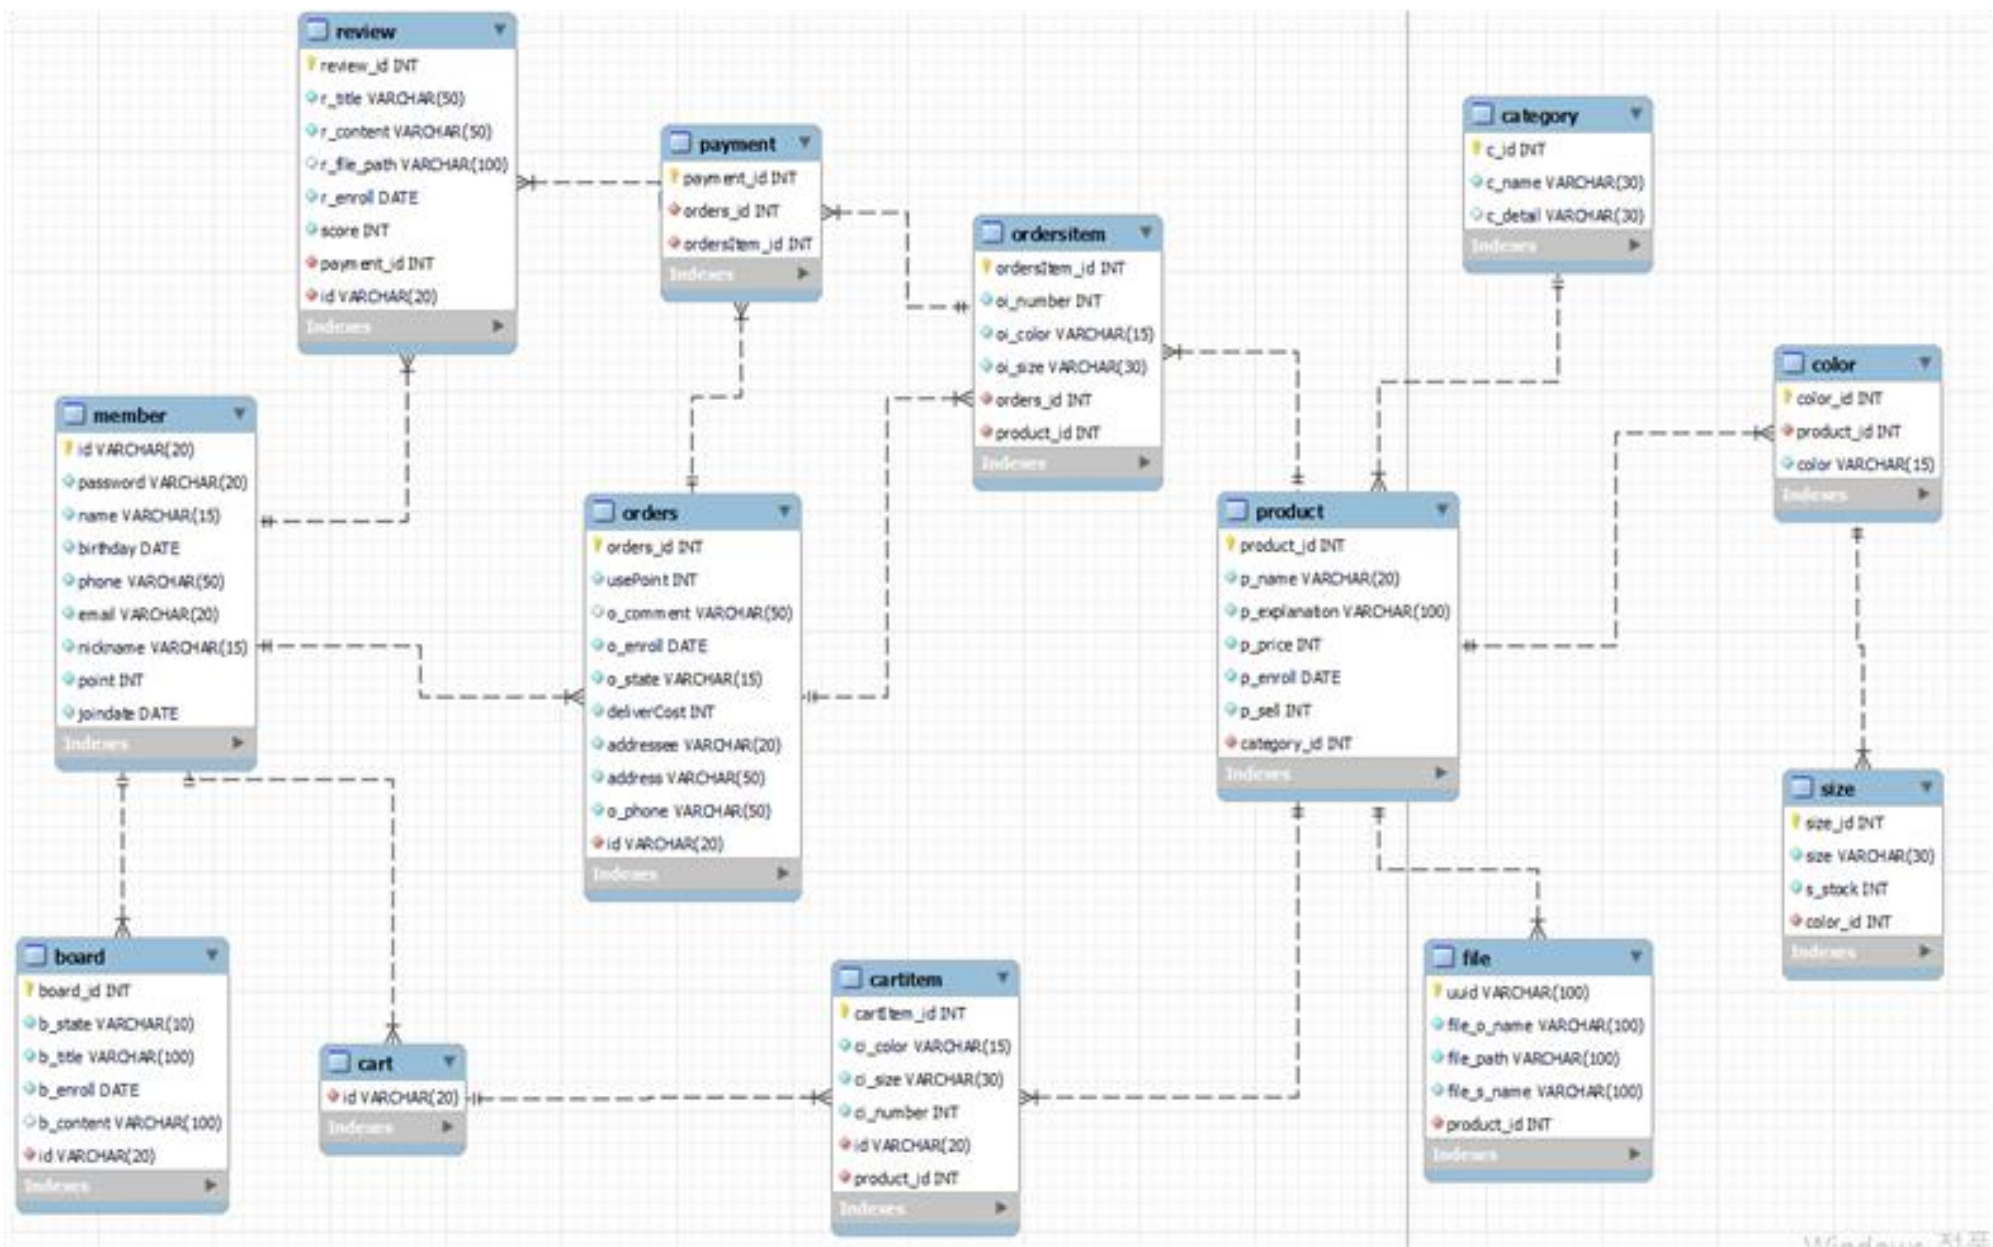 review
review_id INT
r_title VARCHAR(50)
r_content VARCHAR(50)
r_file_path VARCHAR(100)
r_enroll DATE
score INT
payment_id INT
id VARCHAR(20)
Indexes
payment
payment_id INT
orders_id INT
ordersItem_id INT
Indexes
ordersitem
ordersItem_id INT
oi_number INT
oi_color VARCHAR(15)
oi_size VARCHAR(30)
orders_id INT
product_id INT
Indexes
category
c_id INT
c_name VARCHAR(30)
c_detail VARCHAR(30)
Indexes
color
color_id INT
product_id INT
color VARCHAR(15)
Indexes
member
id VARCHAR(20)
password VARCHAR(20)
name VARCHAR(15)
birthday DATE
phone VARCHAR(50)
email VARCHAR(20)
nickname VARCHAR(15)
point INT
joindate DATE
Indexes
orders
orders_id INT
usePoint INT
o_comment VARCHAR(50)
o_enroll DATE
o_state VARCHAR(15)
deliverCost INT
addressee VARCHAR(20)
address VARCHAR(50)
o_phone VARCHAR(50)
id VARCHAR(20)
Indexes
product
product_id INT
p_name VARCHAR(20)
p_explanation VARCHAR(100)
p_price INT
p_enroll DATE
p_sell INT
category_id INT
Indexes
size
size_id INT
size VARCHAR(30)
s_stock INT
color_id INT
Indexes
board
board_id INT
b_state VARCHAR(10)
b_title VARCHAR(100)
b_enroll DATE
b_content VARCHAR(100)
id VARCHAR(20)
Indexes
cart
id VARCHAR(20)
Indexes
cartitem
cartItem_id INT
ci_color VARCHAR(15)
ci_size VARCHAR(30)
ci_number INT
id VARCHAR(20)
product_id INT
Indexes
file
uuid VARCHAR(100)
file_o_name VARCHAR(100)
file_path VARCHAR(100)
file_s_name VARCHAR(100)
product_id INT
Indexes
Windows